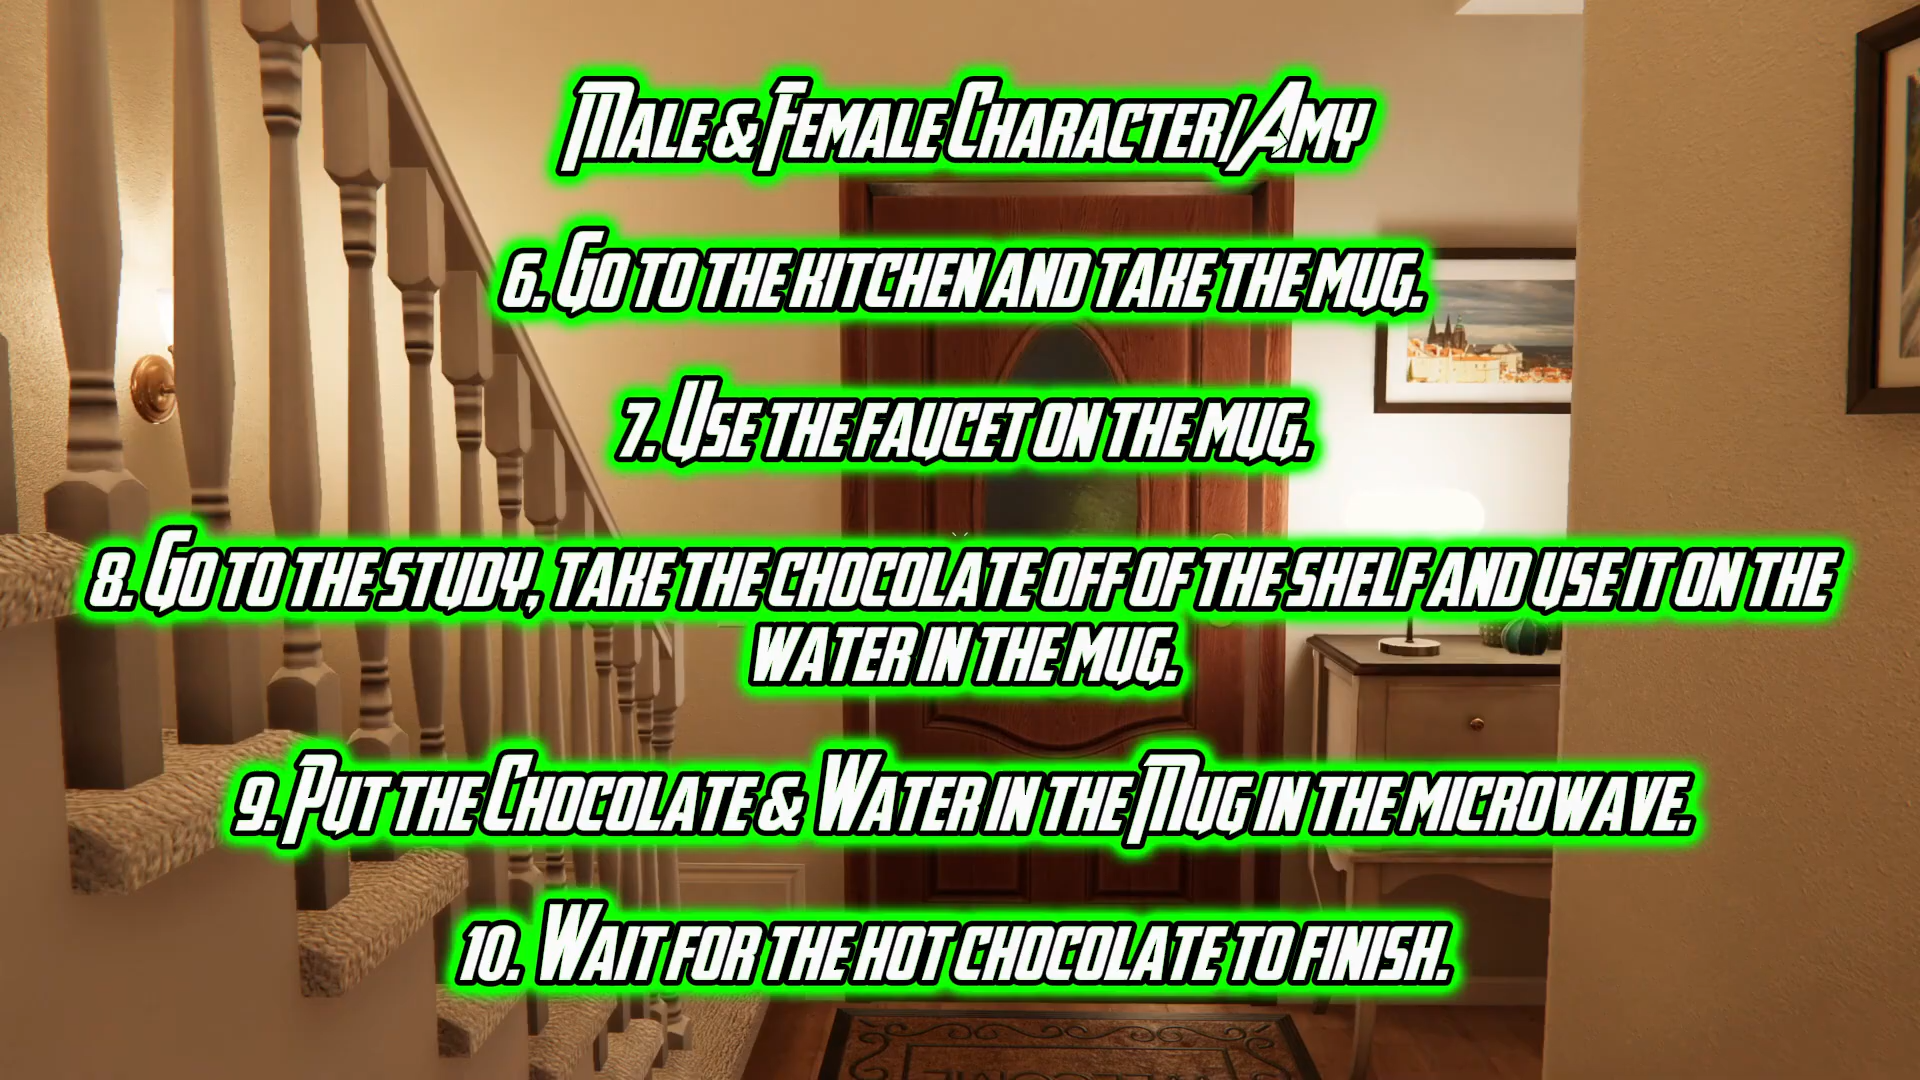 Male & Female Character/Amy
6. Go to the kitchen and take the mug.
7. Use the faucet on the mug.
8. Go to the study, take the chocolate off of the shelf and use it on the
water in the mug.
9. Put the Chocolate & Water in the Mug in the microwave.
10. Wait for the hot chocolate to finish.
WELCOME